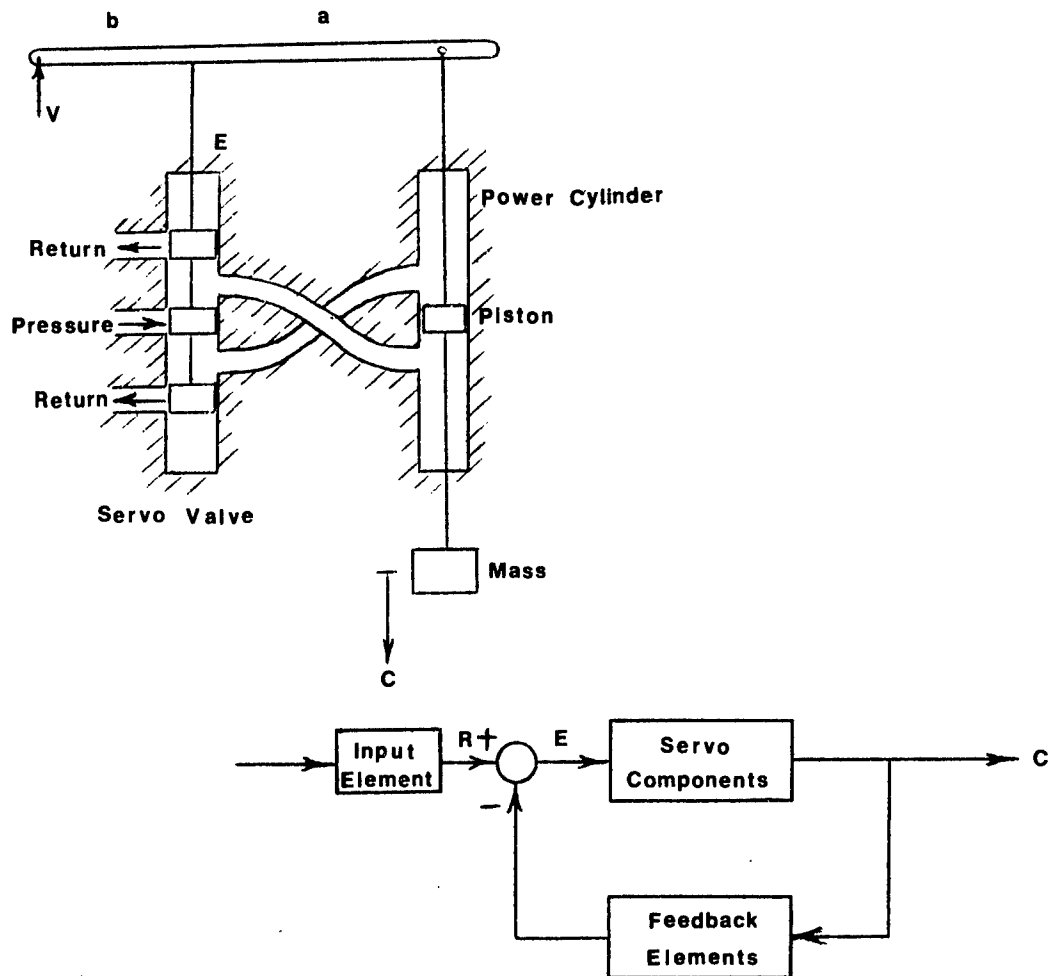 b
a
V
E
Power Cylinder
Return
Pressure
Piston
Return
Servo Valve
Mass
C
Input
Element
R+
E
Servo
Components
C
-
Feedback
Elements